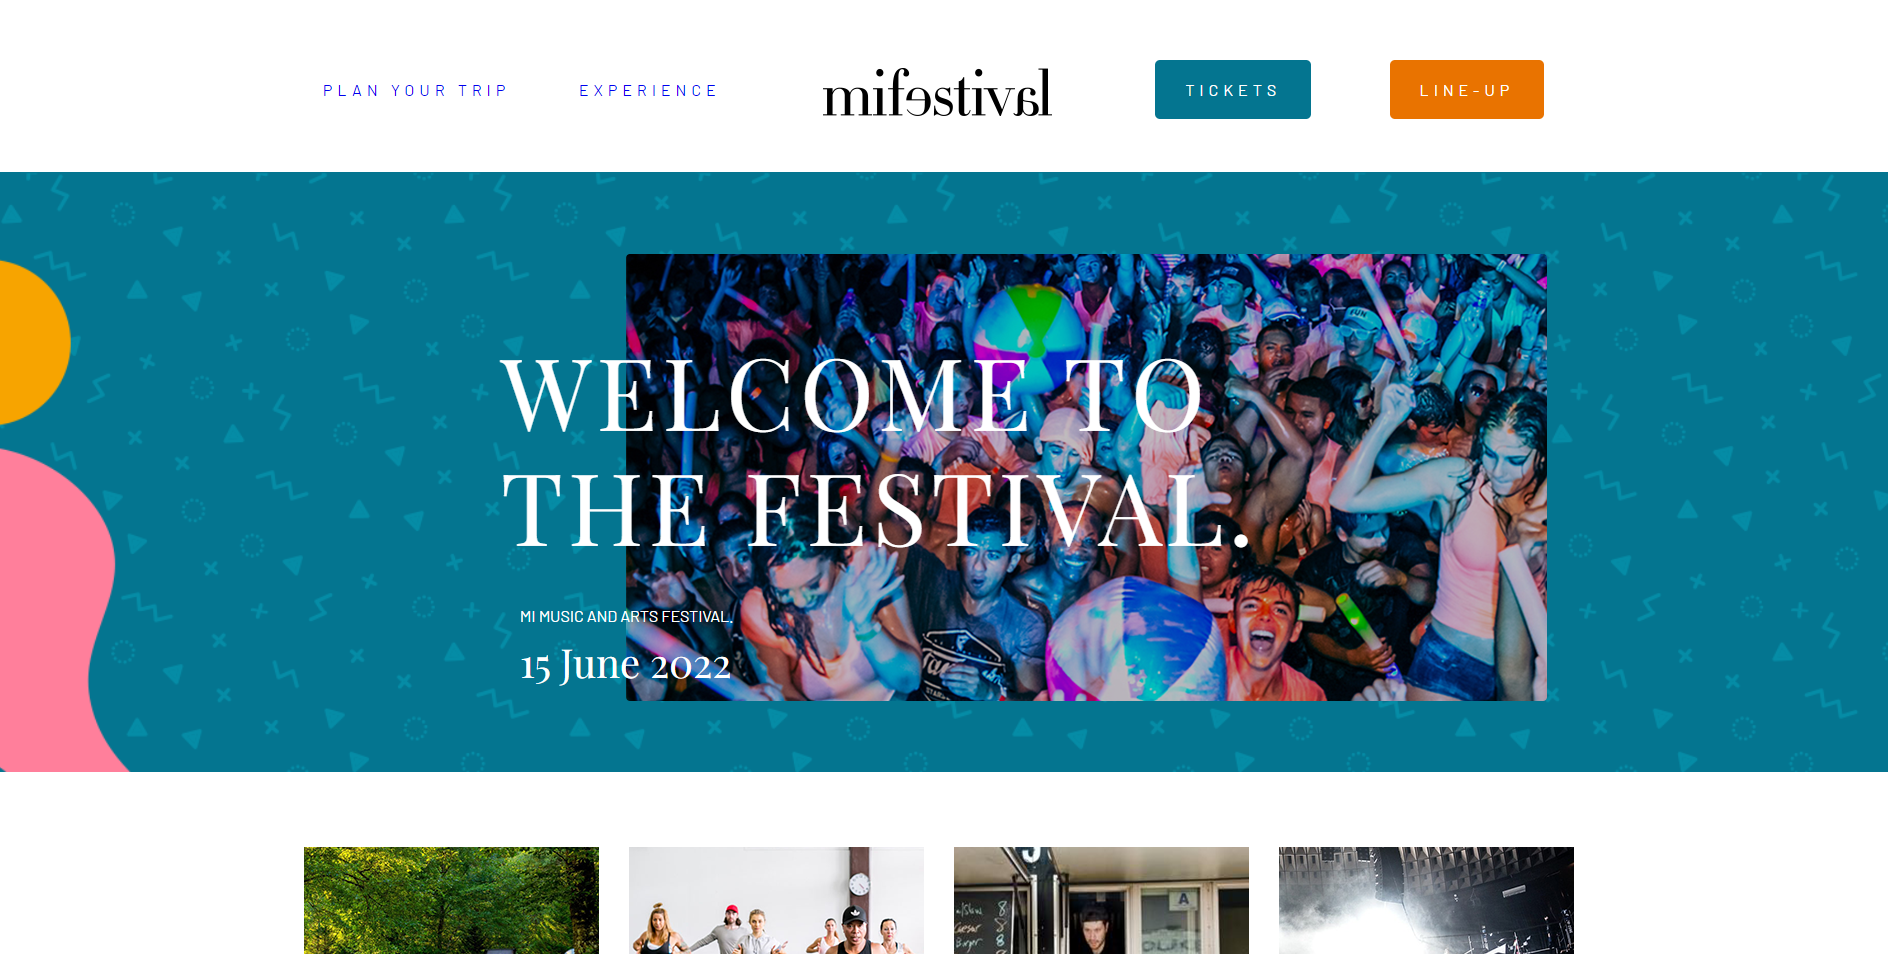 PLAN YOUR TRIP
EXPERIENCE
mifestival
TICKETS
LINE-UP
WELCOME TO
THE FESTIVAL.
MI MUSIC AND ARTS FESTIVAL.
15 June 2022
FUN
A